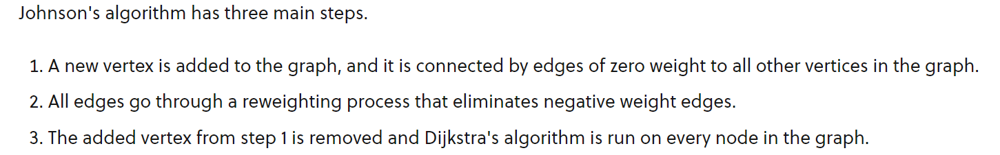 Johnson's algorithm has three main steps.
1. A new vertex is added to the graph, and it is connected by edges of zero weight to all other vertices in the graph.
2. All edges go through a reweighting process that eliminates negative weight edges.
3. The added vertex from step 1 is removed and Dijkstra's algorithm is run on every node in the graph.